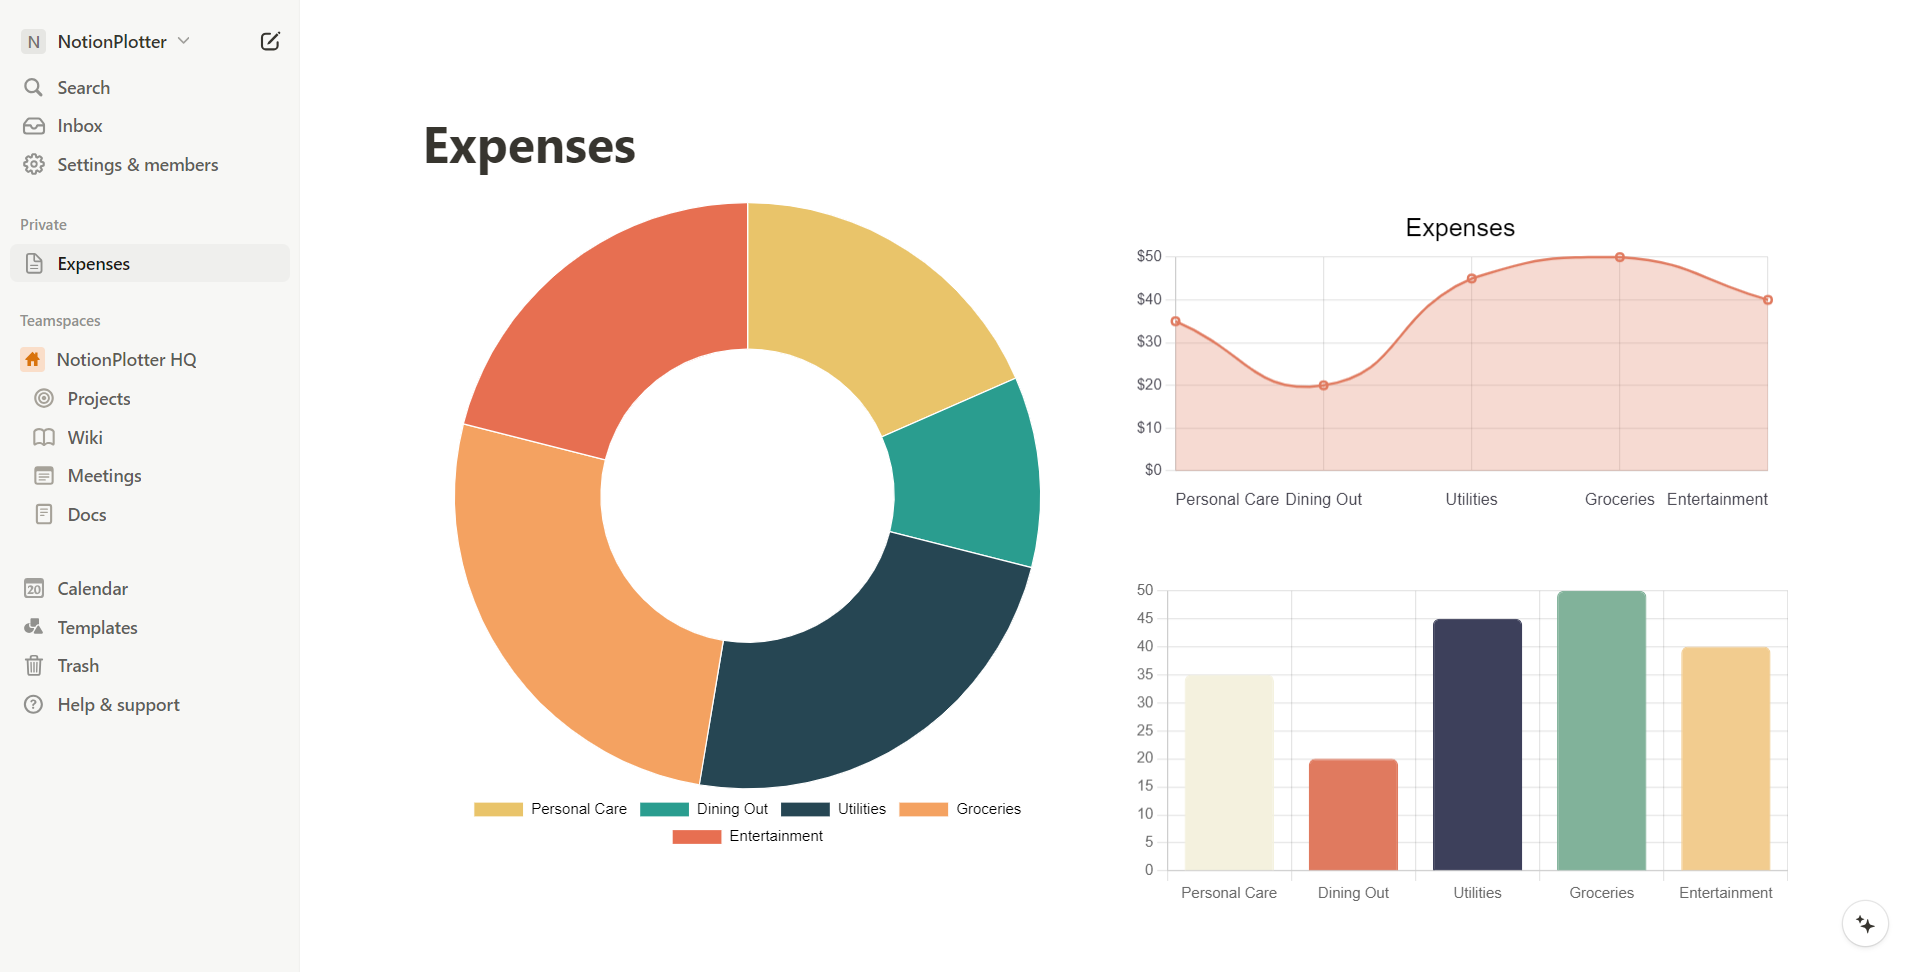 N NotionPlotter
Search
Inbox
Settings & members
Private
Expenses
Teamspaces
NotionPlotter HQ
Projects
Wiki
Meetings
Docs
20 Calendar
Templates
Trash
? Help & support
Expenses
Personal Care Dining Out Utilities Groceries
Entertainment
Expenses
$50
$40
$30
$20
$10
$0
Personal Care Dining Out Utilities Groceries Entertainment
50
45
40
35
30
25
20
15
10
5
0
Personal Care Dining Out Utilities Groceries Entertainment